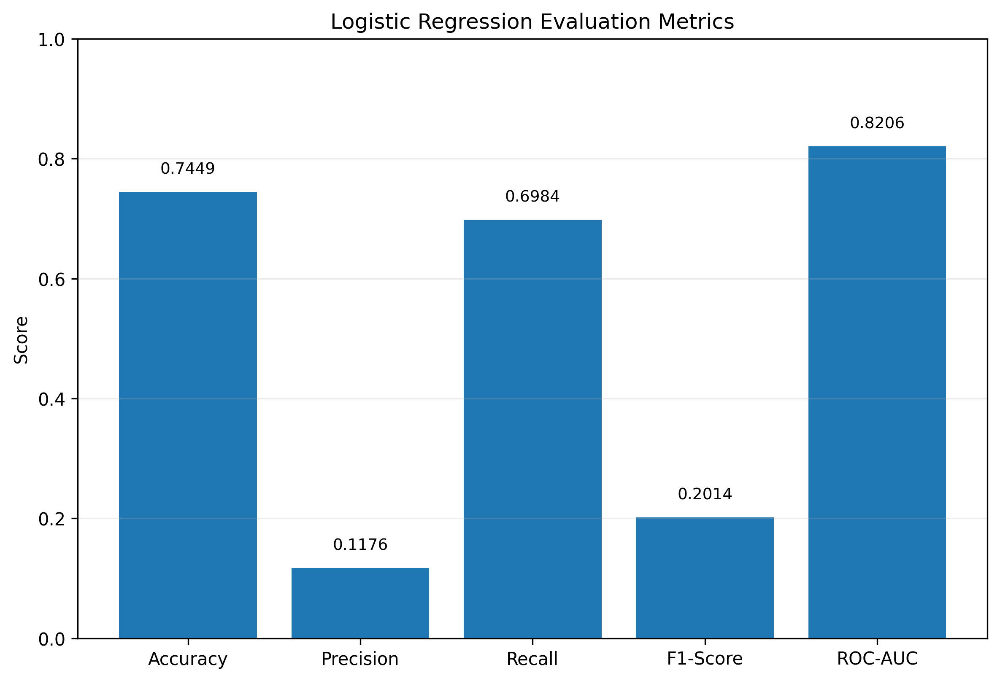 Logistic Regression Evaluation Metrics
1.0
0.8
0.6
0.4
0.2
0.0
Score
0.7449
0.1176
0.6984
0.2014
0.8206
Accuracy
Precision
Recall
F1-Score
ROC-AUC